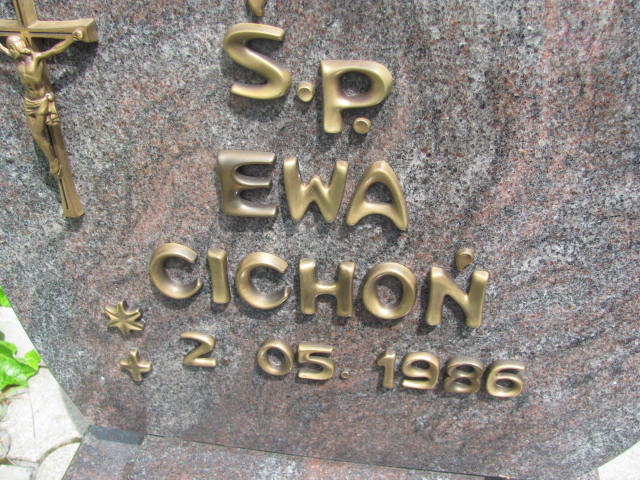 Ś.P.
EWA
CICHOŃ
* + 2 05. 1986